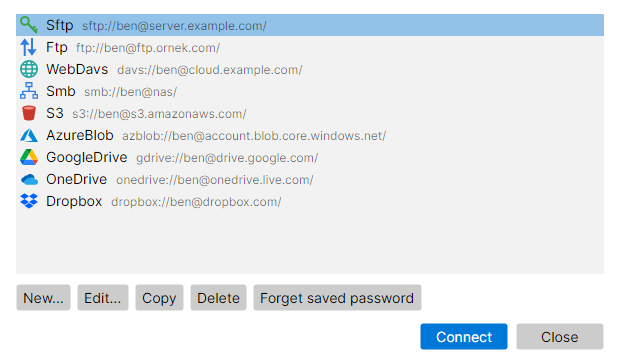 Sftp sftp://ben@server.example.com/
Ftp ftp://ben@ftp.ornek.com/
WebDavs davs://ben@cloud.example.com/
Smb smb://ben@nas/
S3 s3://ben@s3.amazonaws.com/
AzureBlob azblob://ben@account.blob.core.windows.net/
GoogleDrive gdrive://ben@drive.google.com/
OneDrive onedrive://ben@onedrive.live.com/
Dropbox dropbox://ben@dropbox.com/
New... Edit... Copy Delete Forget saved password
Connect Close